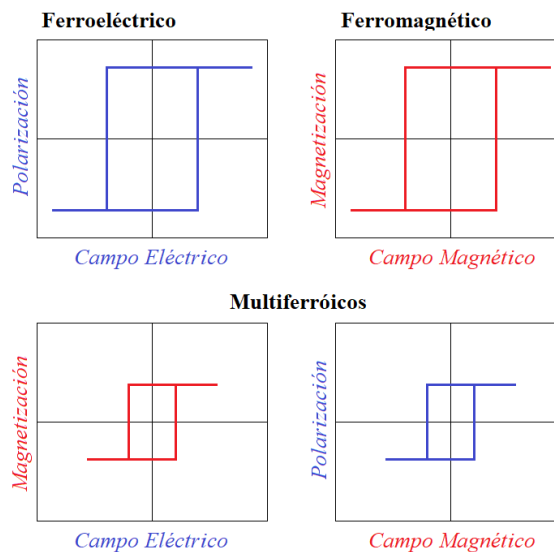 Ferroeléctrico
Ferromagnético
Polarización
Campo Eléctrico
Magnetización
Campo Magnético
Multiferróicos
Magnetización
Campo Eléctrico
Polarización
Campo Magnético